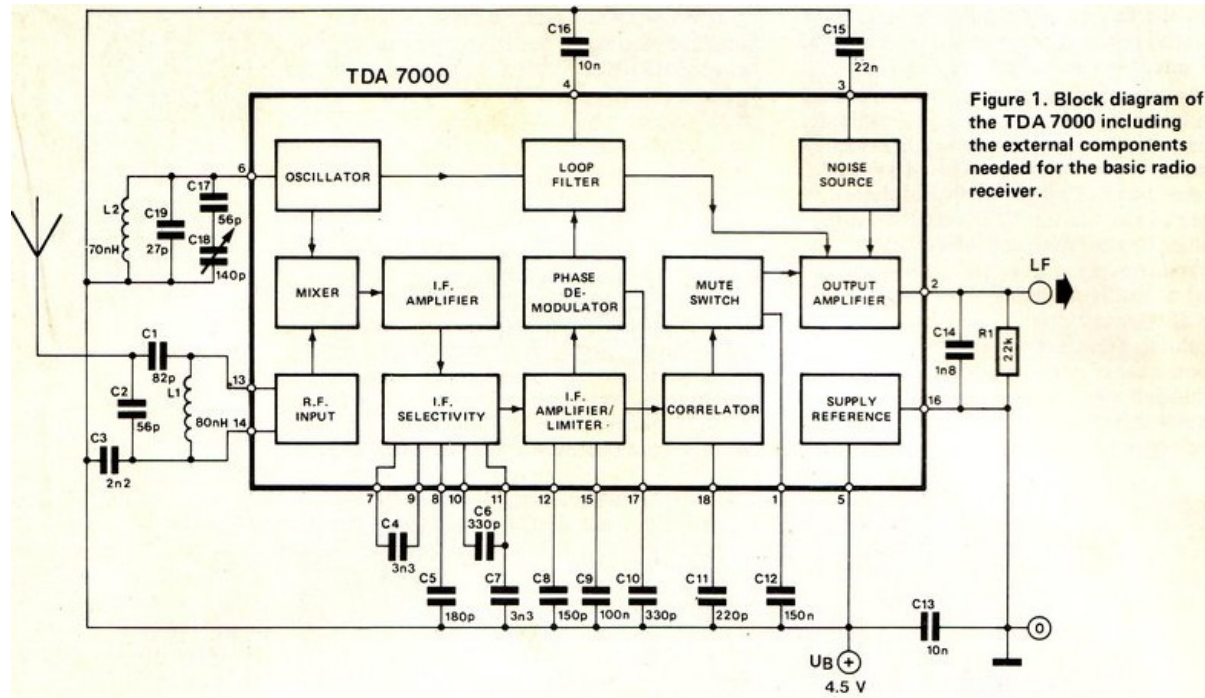 C16
10n
C15
22n
TDA 7000
4
3
Figure 1. Block diagram of
the TDA 7000 including
the external components
needed for the basic radio
receiver.
6
OSCILLATOR
LOOP
FILTER
NOISE
SOURCE
L2
70nH
C19
27p
C17
56p
C18
140p
MIXER
I.F.
AMPLIFIER
PHASE
DE-
MODULATOR
MUTE
SWITCH
OUTPUT
AMPLIFIER
2
LF
C14
1n8
R1
22k
C1
82p
C2
56p
L1
80nH
C3
2n2
13
14
R.F.
INPUT
I.F.
SELECTIVITY
I.F.
AMPLIFIER/
LIMITER
CORRELATOR
SUPPLY
REFERENCE
16
7
9
8
10
11
12
15
17
18
1
5
C4
3n3
C6
330p
C5
180p
C7
3n3
C8
150p
C9
100n
C10
330p
C11
220p
C12
150n
C13
10n
0
UB
+
4.5 V